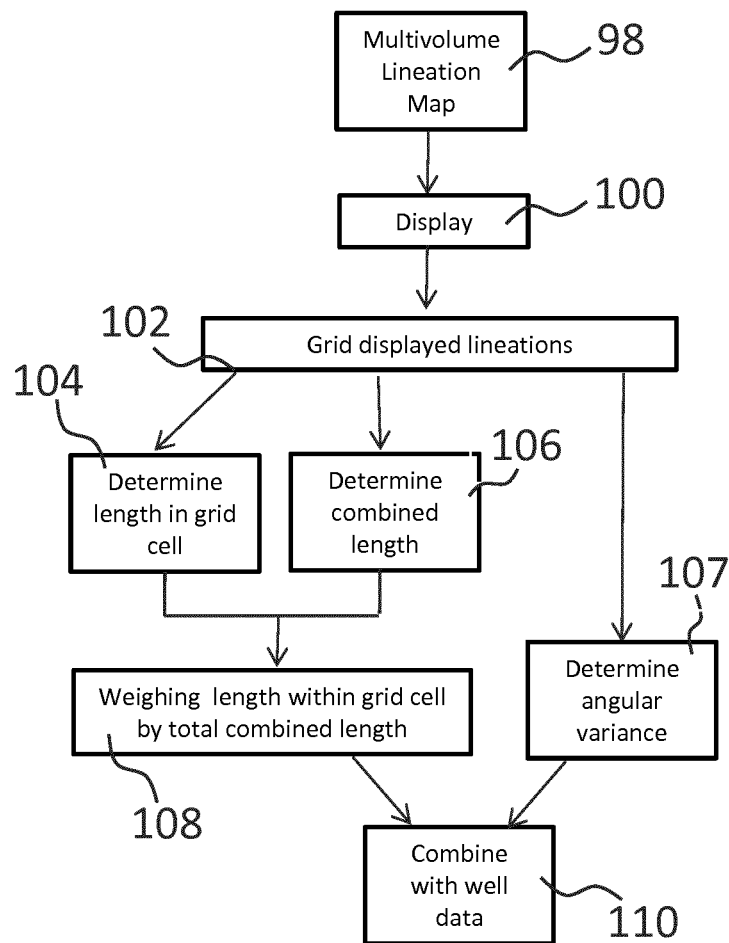 Multivolume
Lineation
Map
98
100
Display
102
Grid displayed lineations
104
106
Determine
length in grid
cell
Determine
combined
length
107
Determine
angular
variance
Weighing length within grid cell
by total combined length
108
Combine
with well
data
110